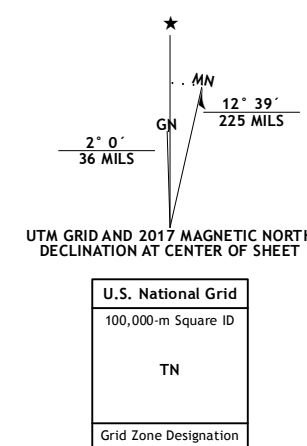 MN
GN
12° 39´
225 MILS
2° 0´
36 MILS
UTM GRID AND 2017 MAGNETIC NORTH
DECLINATION AT CENTER OF SHEET
U.S. National Grid
100,000-m Square ID
TN
Grid Zone Designation